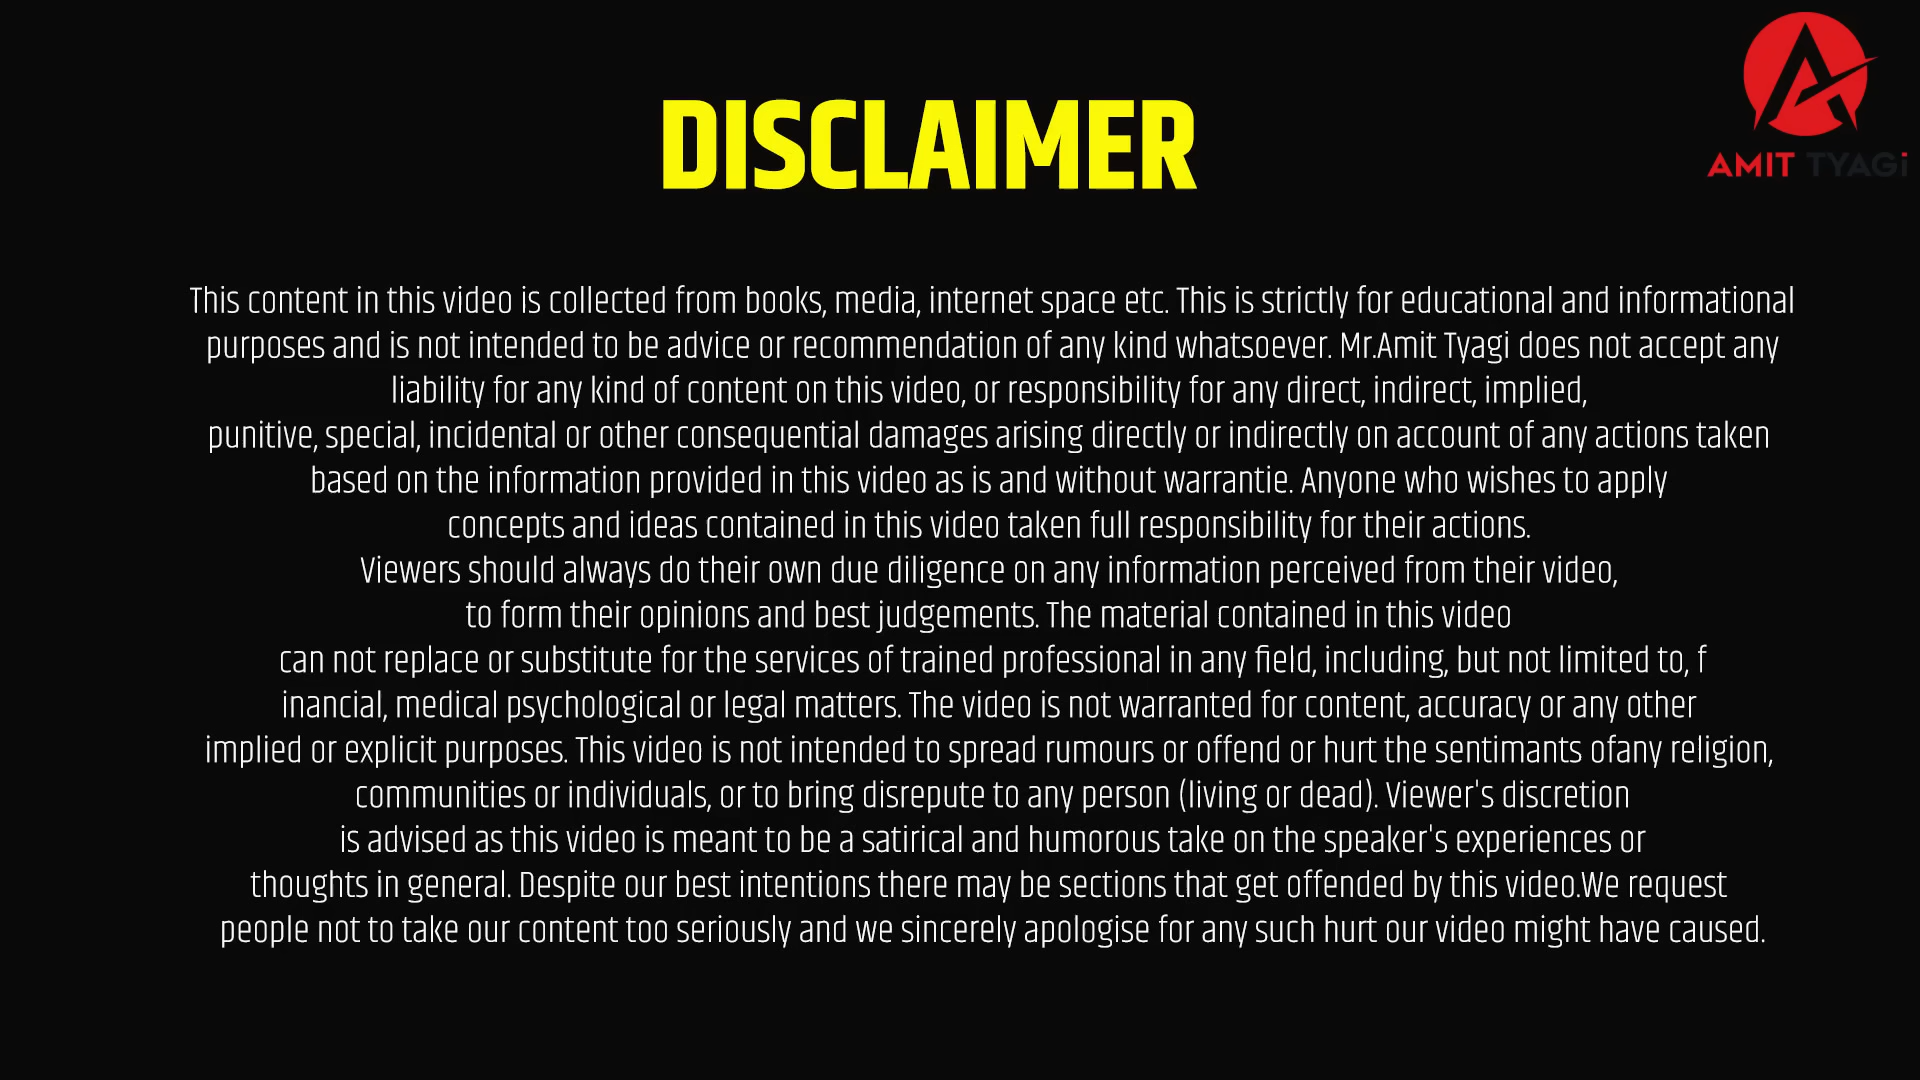 DISCLAIMER
AMIT TYAGi
This content in this video is collected from books, media, internet space etc. This is strictly for educational and informational
purposes and is not intended to be advice or recommendation of any kind whatsoever. Mr.Amit Tyagi does not accept any
liability for any kind of content on this video, or responsibility for any direct, indirect, implied,
punitive, special, incidental or other consequential damages arising directly or indirectly on account of any actions taken
based on the information provided in this video as is and without warrantie. Anyone who wishes to apply
concepts and ideas contained in this video taken full responsibility for their actions.
Viewers should always do their own due diligence on any information perceived from their video,
to form their opinions and best judgements. The material contained in this video
can not replace or substitute for the services of trained professional in any field, including, but not limited to, f
inancial, medical psychological or legal matters. The video is not warranted for content, accuracy or any other
implied or explicit purposes. This video is not intended to spread rumours or offend or hurt the sentimants ofany religion,
communities or individuals, or to bring disrepute to any person (living or dead). Viewer's discretion
is advised as this video is meant to be a satirical and humorous take on the speaker's experiences or
thoughts in general. Despite our best intentions there may be sections that get offended by this video.We request
people not to take our content too seriously and we sincerely apologise for any such hurt our video might have caused.